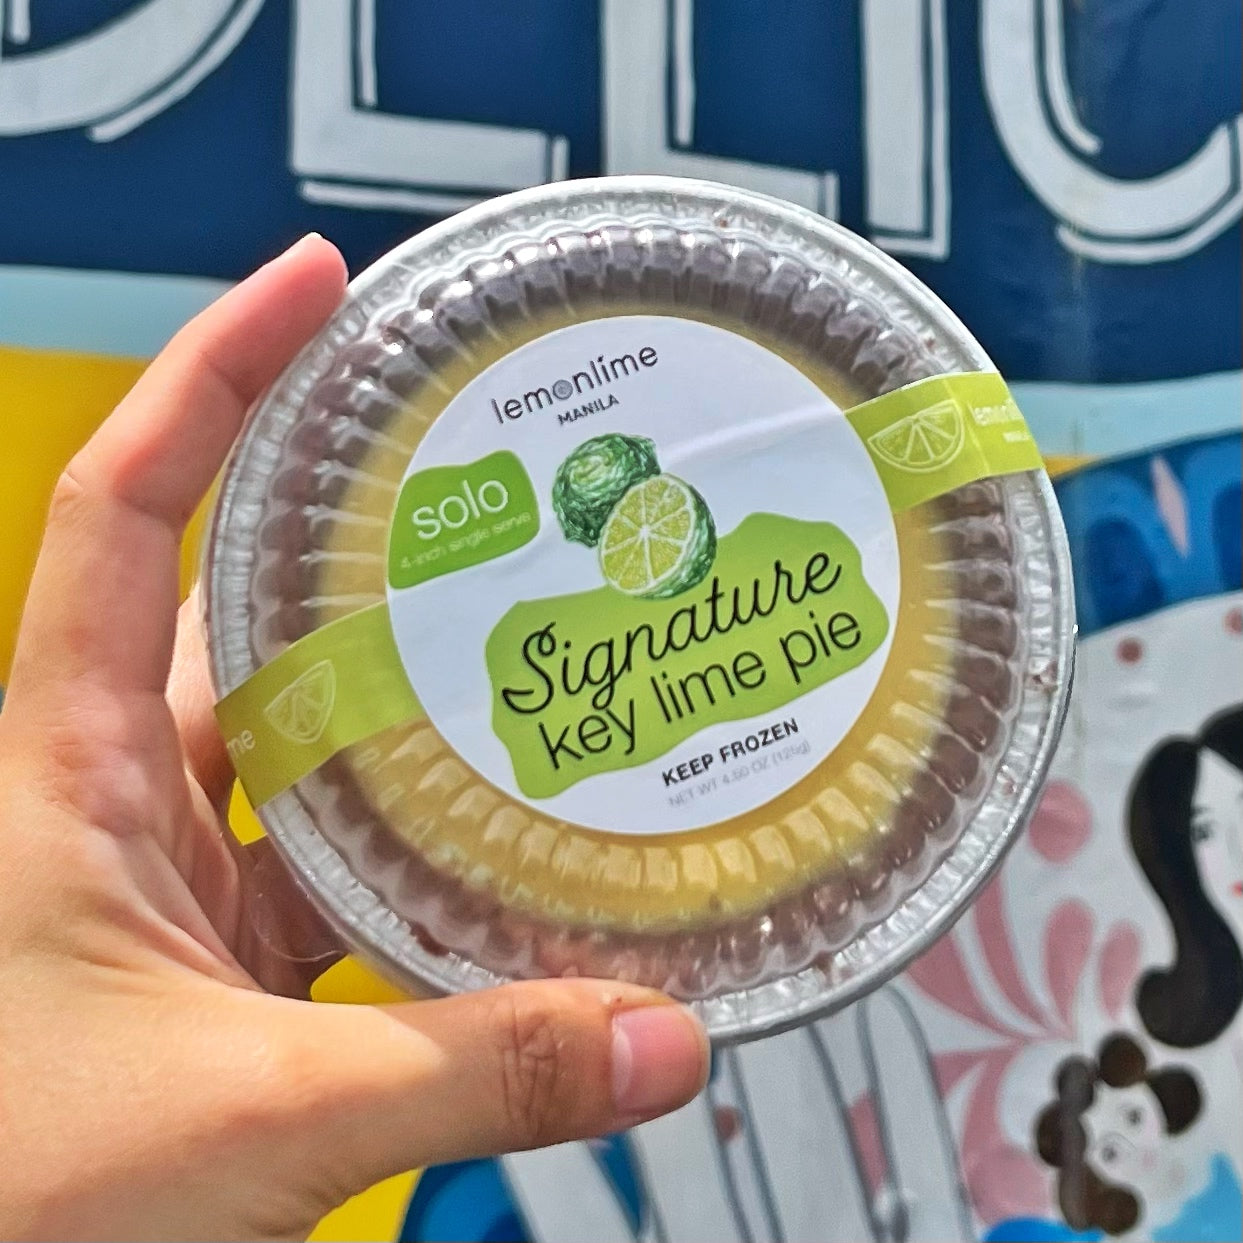 lemonlime
MANILA
solo
4-inch single serve
Signature
key lime pie
KEEP FROZEN
NET WT 4.50 OZ (125g)
me